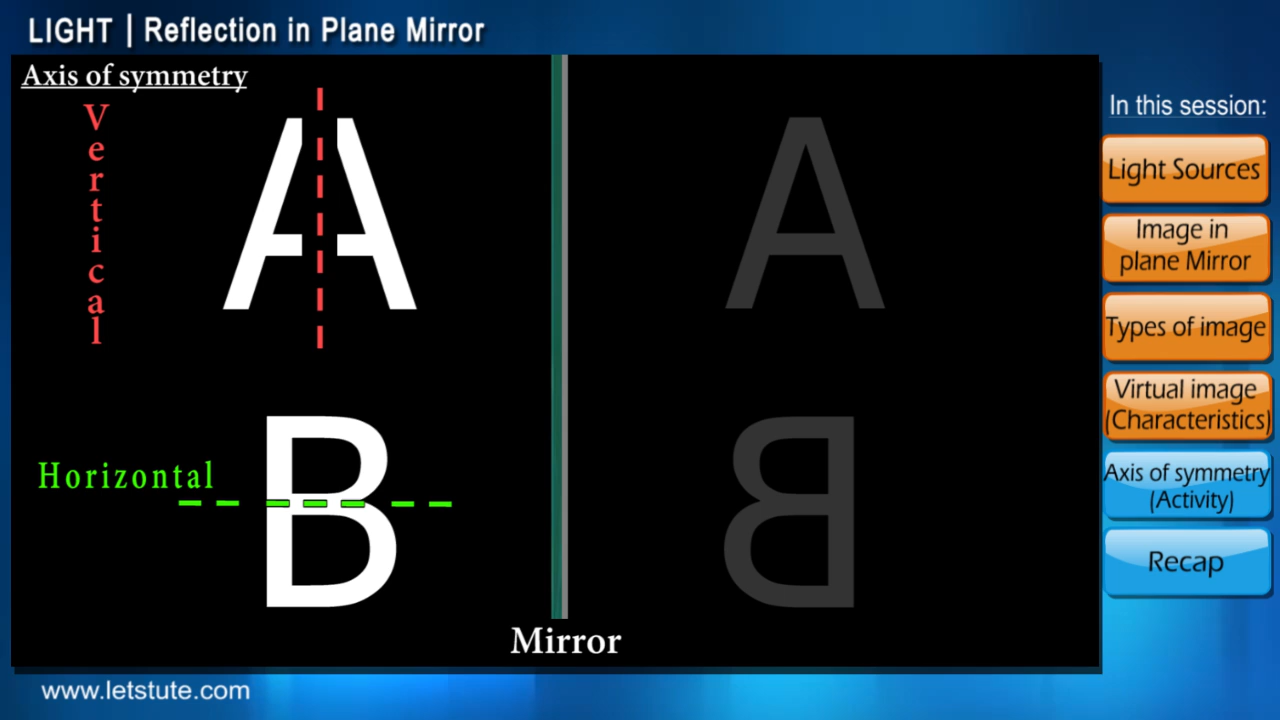 LIGHT | Reflection in Plane Mirror
Axis of symmetry
Vertical
A
A
Horizontal
B
B
Mirror
In this session:
Light Sources
Image in
plane Mirror
Types of image
Virtual image
(Characteristics)
Axis of symmetry
(Activity)
Recap
www.letstute.com